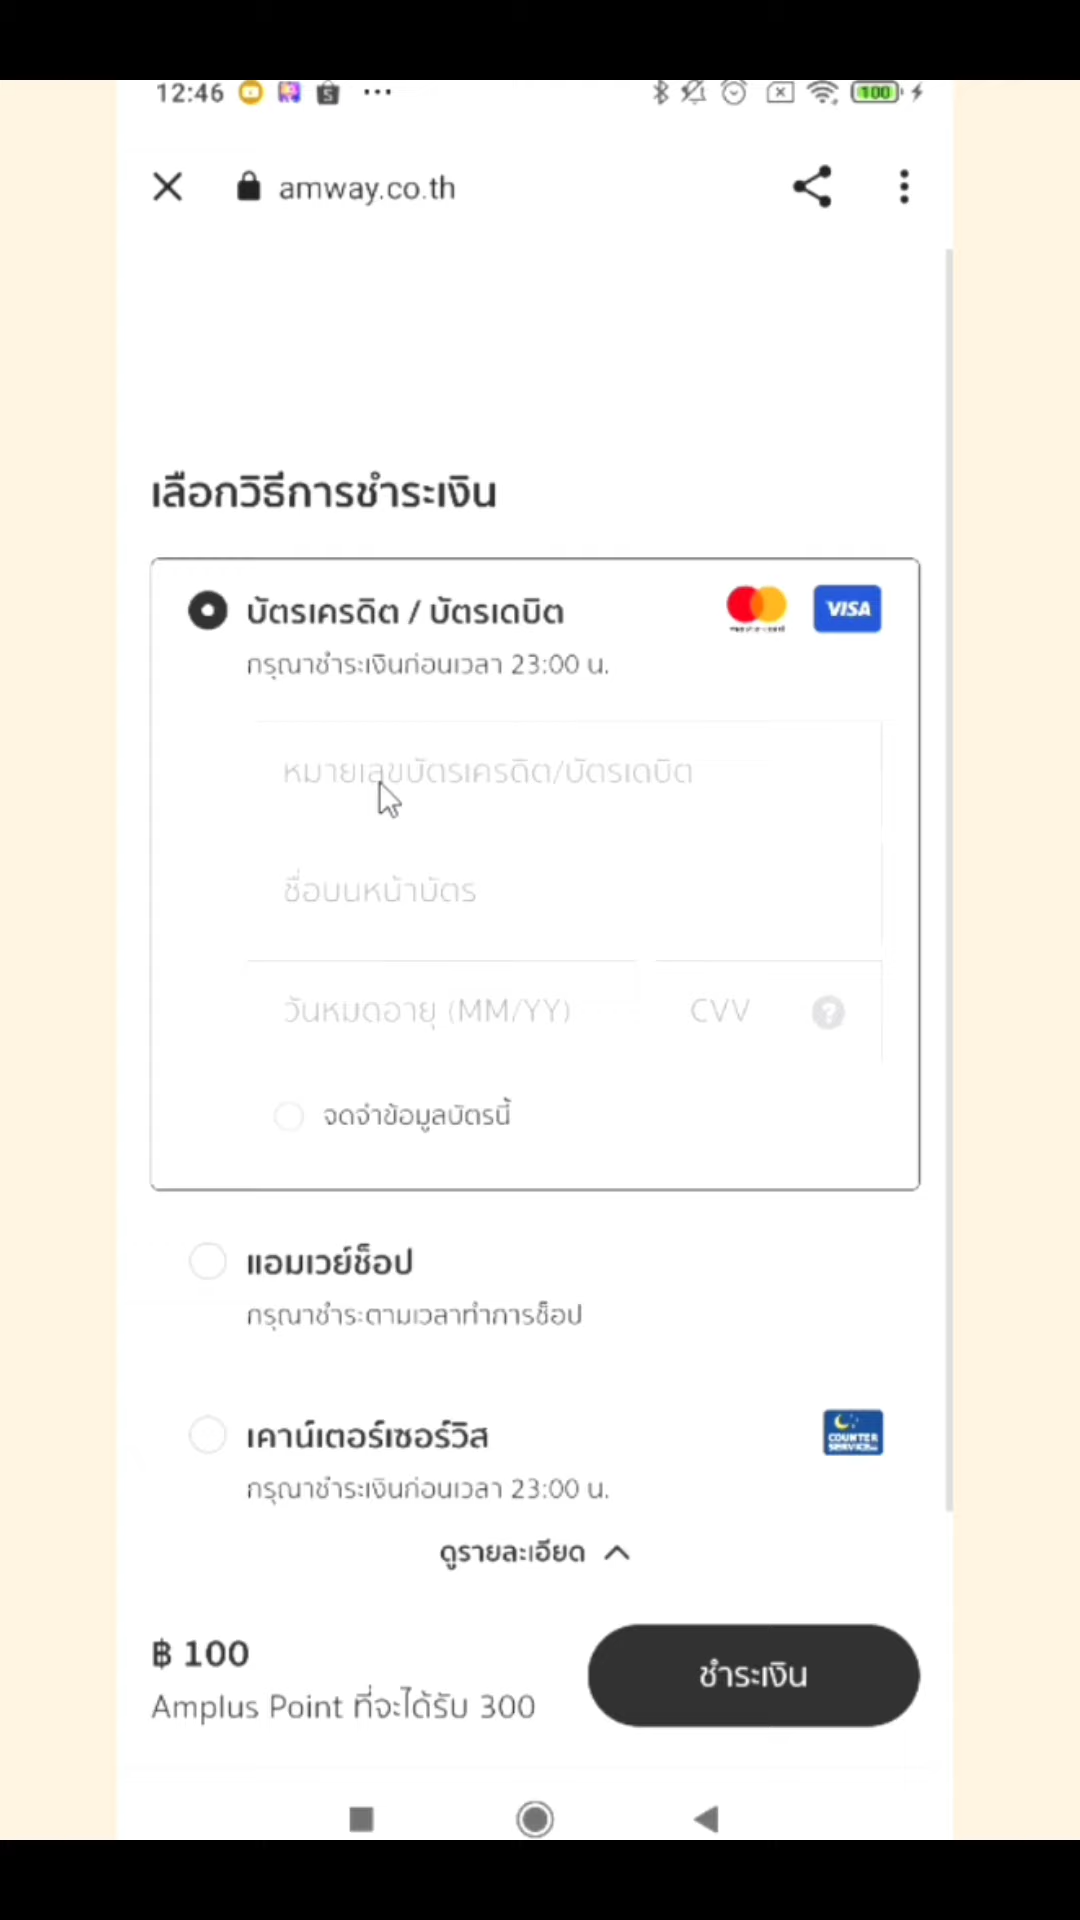 12:46
100
amway.co.th
เลือกวิธีการชำระเงิน
บัตรเครดิต / บัตรเดบิต
VISA
กรุณาชำระเงินก่อนเวลา 23:00 น.
หมายเลขบัตรเครดิต/บัตรเดบิต
ชื่อบนหน้าบัตร
วันหมดอายุ (MM/YY)
CVV
?
จดจำข้อมูลบัตรนี้
แอมเวย์ช็อป
กรุณาชำระตามเวลาทำการช็อป
เคาน์เตอร์เซอร์วิส
COUNTER
SERVICE
กรุณาชำระเงินก่อนเวลา 23:00 น.
ดูรายละเอียด
฿ 100
ชำระเงิน
Amplus Point ที่จะได้รับ 300